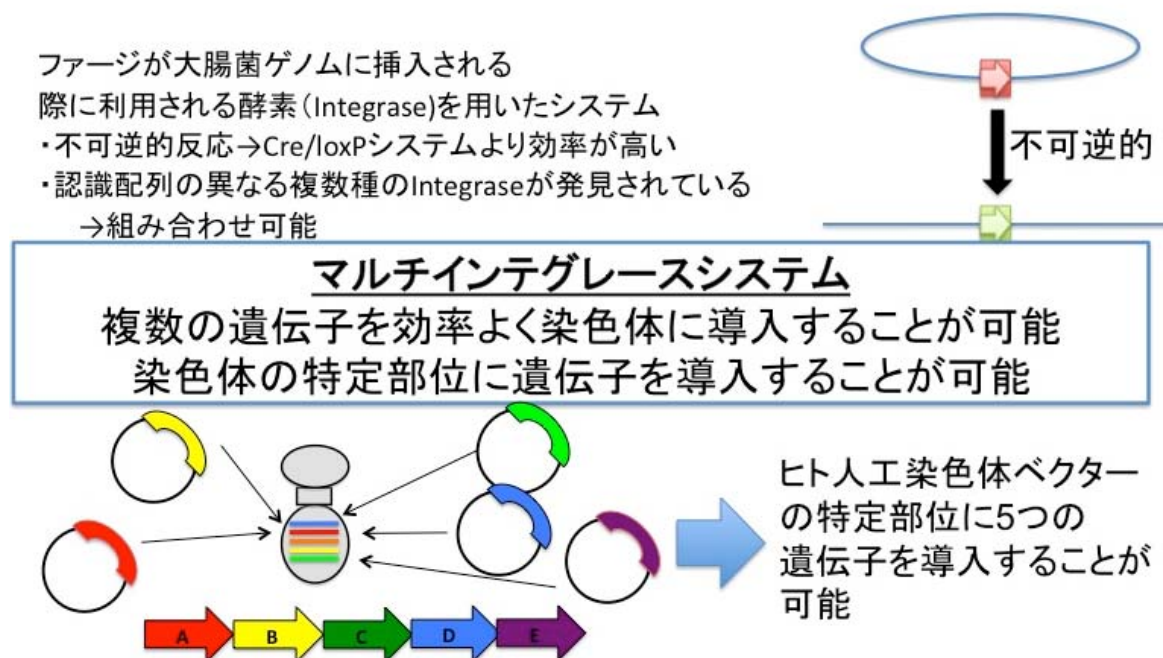 ファージが大腸菌ゲノムに挿入される
際に利用される酵素（Integrase)を用いたシステム
・不可逆的反応→Cre/loxPシステムより効率が高い
・認識配列の異なる複数種のIntegraseが発見されている
→組み合わせ可能
不可逆的
マルチインテグレースシステム
複数の遺伝子を効率よく染色体に導入することが可能
染色体の特定部位に遺伝子を導入することが可能
ヒト人工染色体ベクター
の特定部位に5つの
遺伝子を導入することが
可能
A B C D E